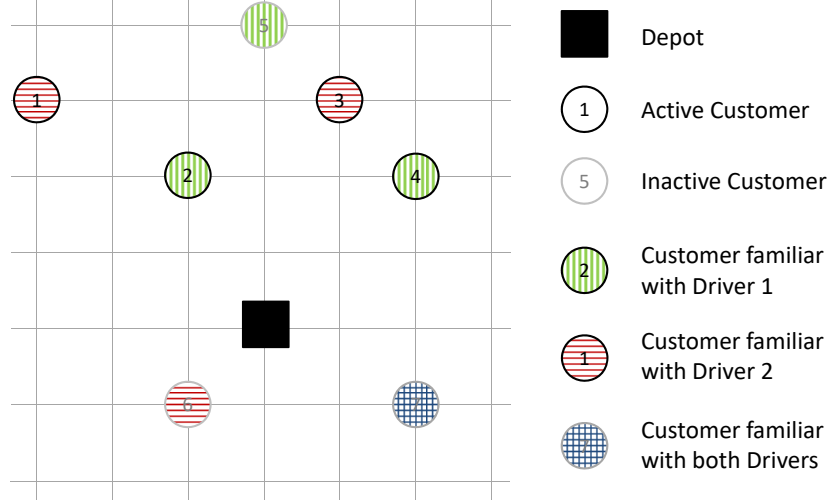 5
1
3
2
4
6
7
Depot
1
Active Customer
5
Inactive Customer
2
Customer familiar
with Driver 1
1
Customer familiar
with Driver 2
7
Customer familiar
with both Drivers